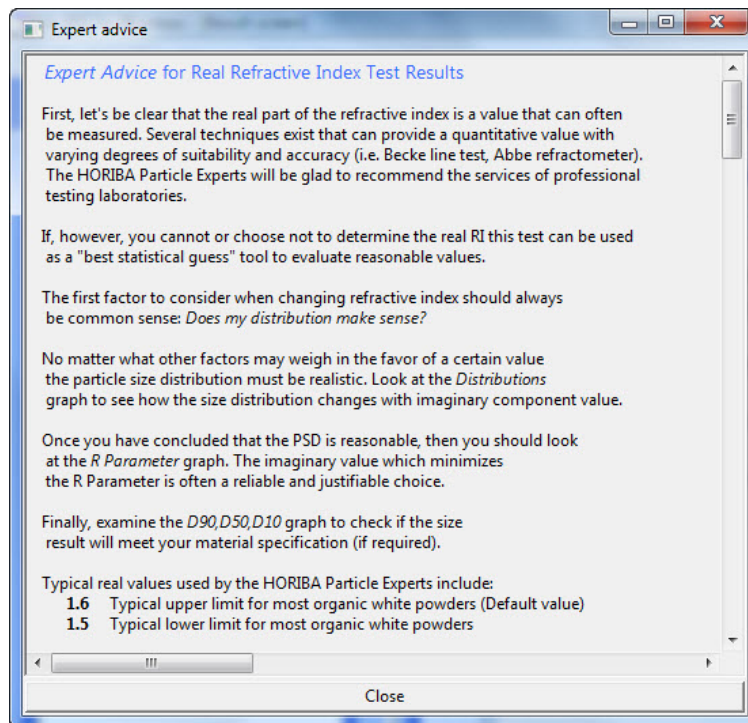 Expert advice
Expert Advice for Real Refractive Index Test Results
First, let's be clear that the real part of the refractive index is a value that can often
be measured. Several techniques exist that can provide a quantitative value with
varying degrees of suitability and accuracy (i.e. Becke line test, Abbe refractometer).
The HORIBA Particle Experts will be glad to recommend the services of professional
testing laboratories.
If, however, you cannot or choose not to determine the real RI this test can be used
as a "best statistical guess" tool to evaluate reasonable values.
The first factor to consider when changing refractive index should always
be common sense: Does my distribution make sense?
No matter what other factors may weigh in the favor of a certain value
the particle size distribution must be realistic. Look at the Distributions
graph to see how the size distribution changes with imaginary component value.
Once you have concluded that the PSD is reasonable, then you should look
at the R Parameter graph. The imaginary value which minimizes
the R Parameter is often a reliable and justifiable choice.
Finally, examine the D90,D50,D10 graph to check if the size
result will meet your material specification (if required).
Typical real values used by the HORIBA Particle Experts include:
1.6 Typical upper limit for most organic white powders (Default value)
1.5 Typical lower limit for most organic white powders
Close